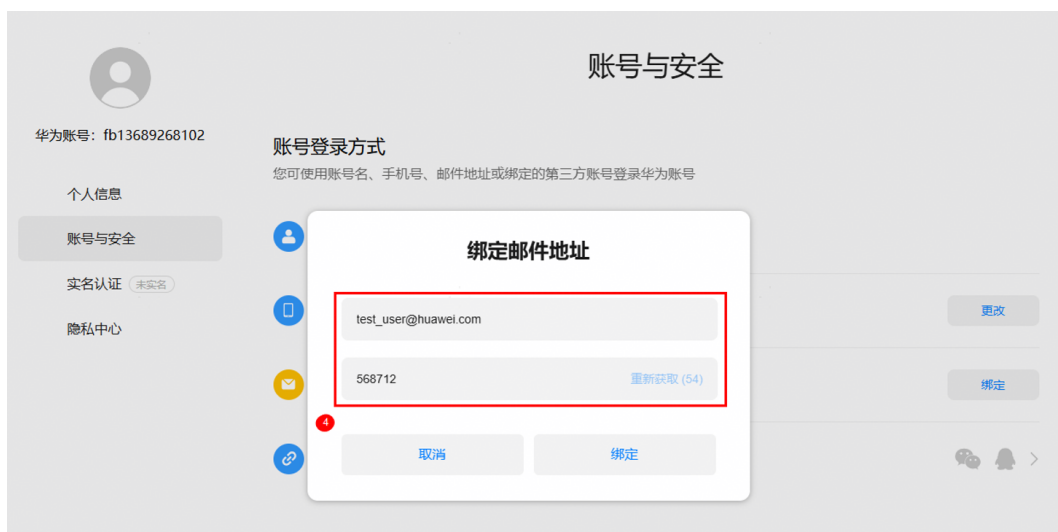 账号与安全
华为账号：fb13689268102
账号登录方式
您可使用账号名、手机号、邮件地址或绑定的第三方账号登录华为账号
个人信息
账号与安全
实名认证 未实名
隐私中心
绑定邮件地址
test_user@huawei.com
568712 重新获取 (54)
4
取消 绑定
更改
绑定